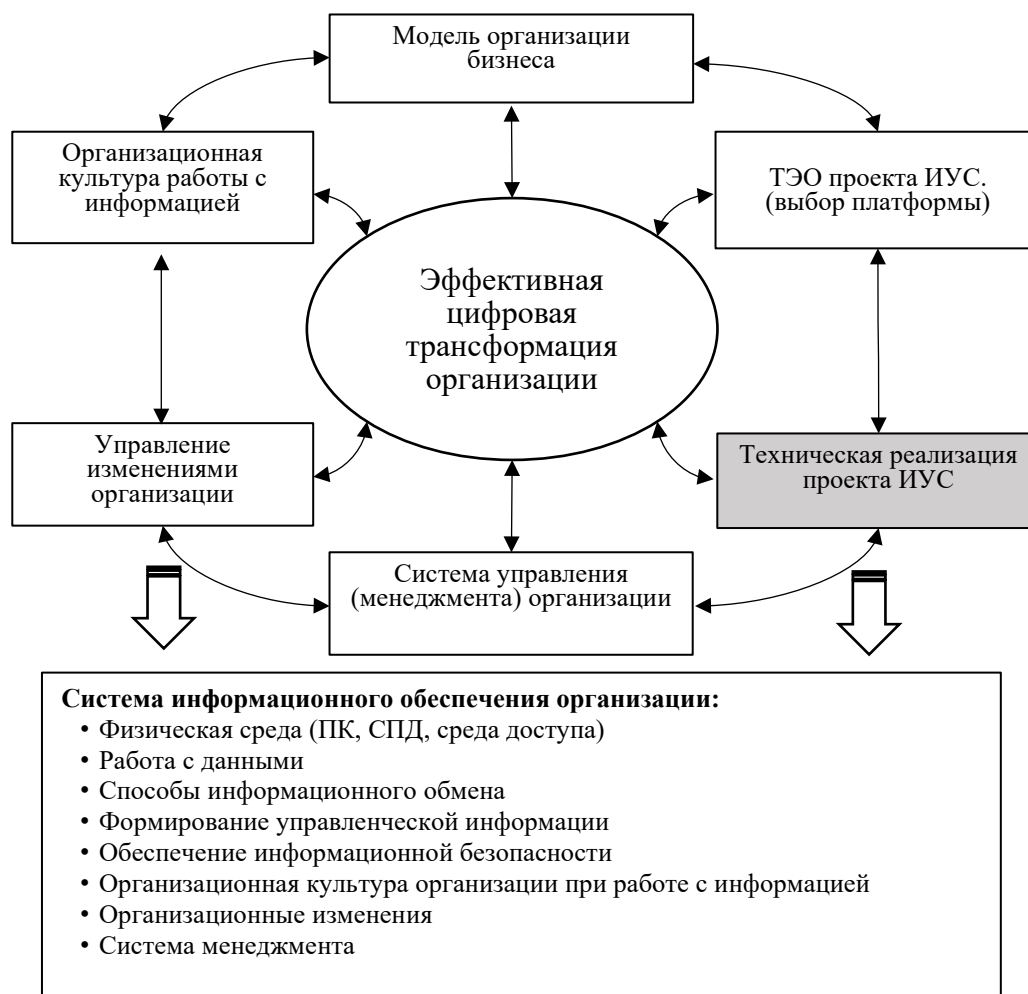 Модель организации
бизнеса
Организационная
культура работы с
информацией
ТЭО проекта ИУС.
(выбор платформы)
Эффективная
цифровая
трансформация
организации
Управление
изменениями
организации
Техническая реализация
проекта ИУС
Система управления
(менеджмента) организации
Система информационного обеспечения организации:
• Физическая среда (ПК, СПД, среда доступа)
• Работа с данными
• Способы информационного обмена
• Формирование управленческой информации
• Обеспечение информационной безопасности
• Организационная культура организации при работе с информацией
• Организационные изменения
• Система менеджмента